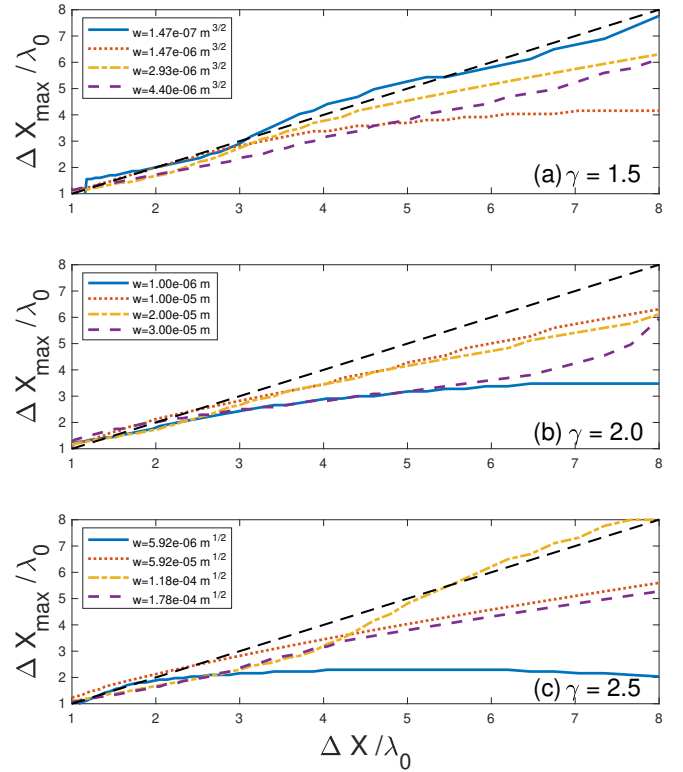 8
7
6
5
4
3
2
1
Δ X_max / λ_0
w=1.47e-07 m^3/2
w=1.47e-06 m^3/2
w=2.93e-06 m^3/2
w=4.40e-06 m^3/2
(a) γ = 1.5
1 2 3 4 5 6 7 8
8
7
6
5
4
3
2
1
Δ X_max / λ_0
w=1.00e-06 m
w=1.00e-05 m
w=2.00e-05 m
w=3.00e-05 m
(b) γ = 2.0
1 2 3 4 5 6 7 8
8
7
6
5
4
3
2
1
Δ X_max / λ_0
w=5.92e-06 m^1/2
w=5.92e-05 m^1/2
w=1.18e-04 m^1/2
w=1.78e-04 m^1/2
(c) γ = 2.5
1 2 3 4 5 6 7 8
Δ X / λ_0